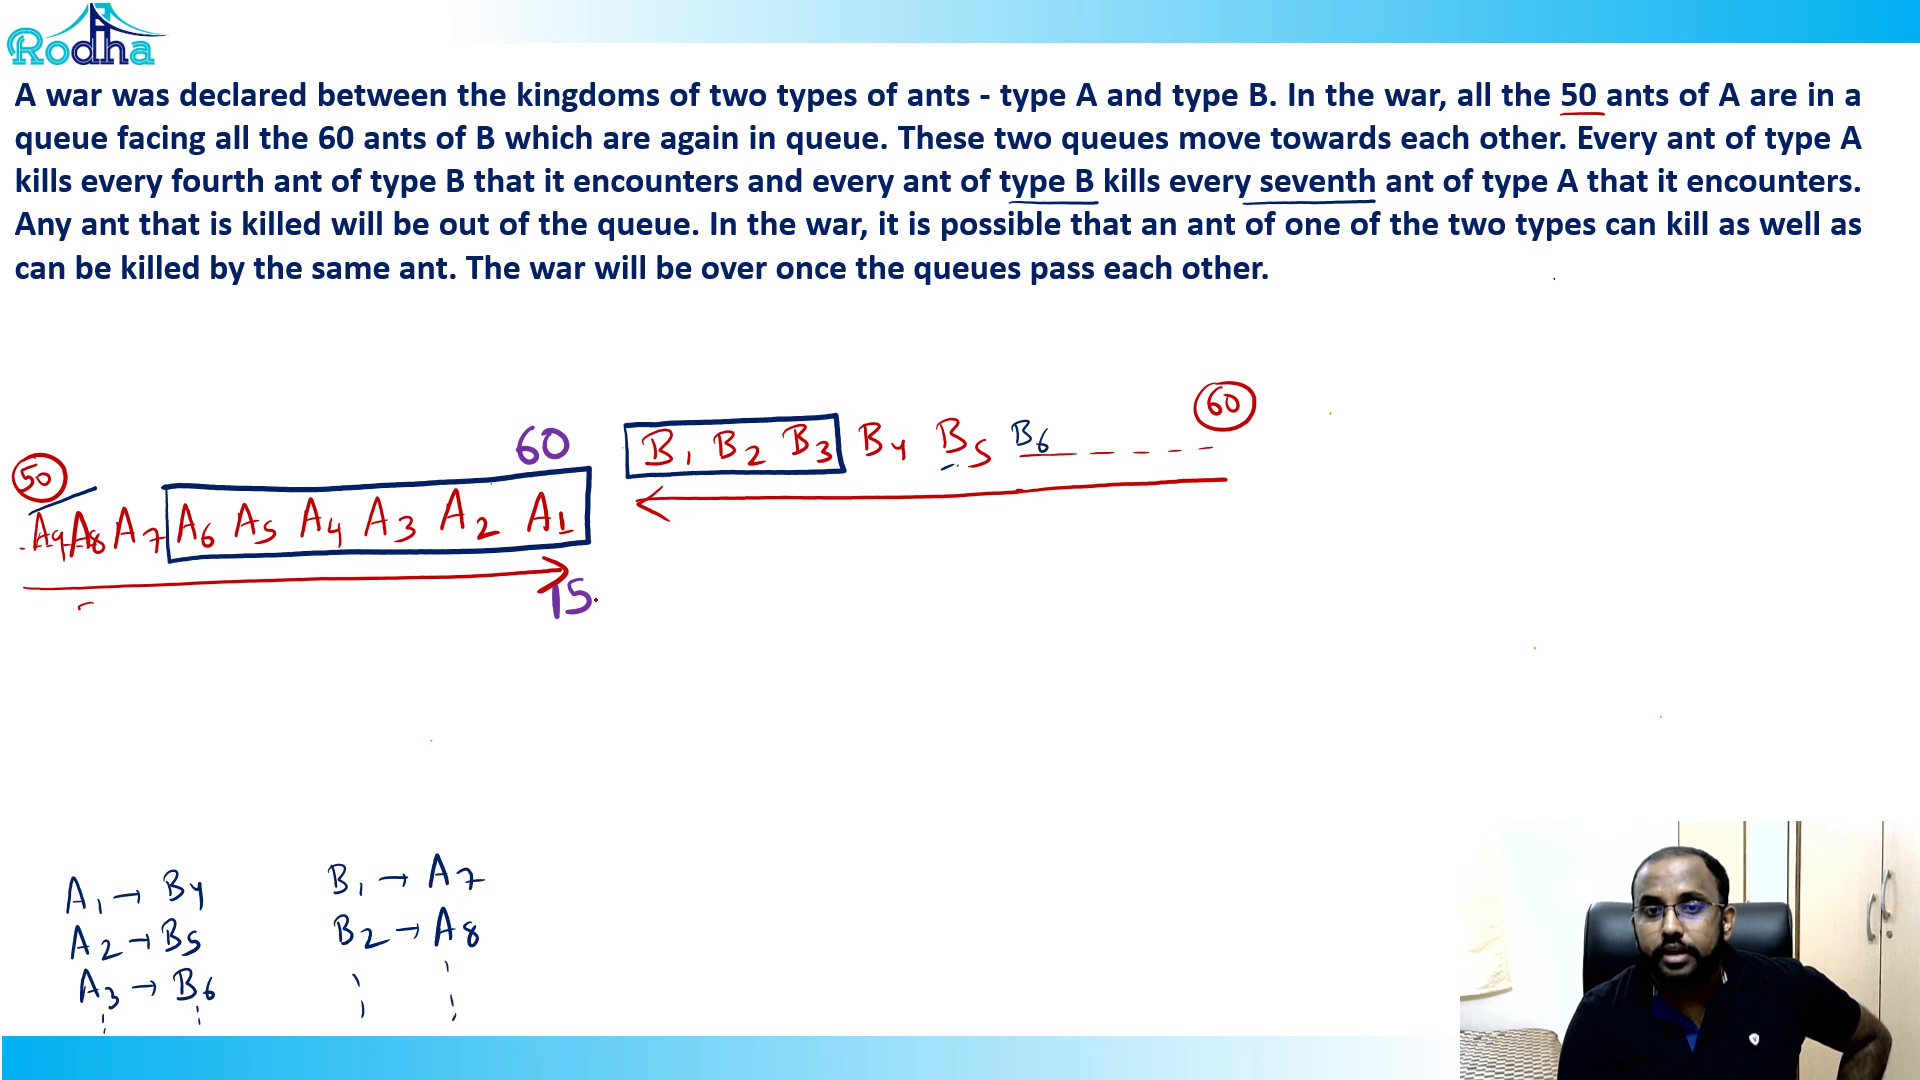 Rodha
A war was declared between the kingdoms of two types of ants - type A and type B. In the war, all the 50 ants of A are in a
queue facing all the 60 ants of B which are again in queue. These two queues move towards each other. Every ant of type A
kills every fourth ant of type B that it encounters and every ant of type B kills every seventh ant of type A that it encounters.
Any ant that is killed will be out of the queue. In the war, it is possible that an ant of one of the two types can kill as well as
can be killed by the same ant. The war will be over once the queues pass each other.
60
60
B1 B2 B3 B4 B5 B6
50
A9 A8 A7 A6 A5 A4 A3 A2 A1
15
A1 → B4
B1 → A7
A2 → B5
B2 → A8
A3 → B6